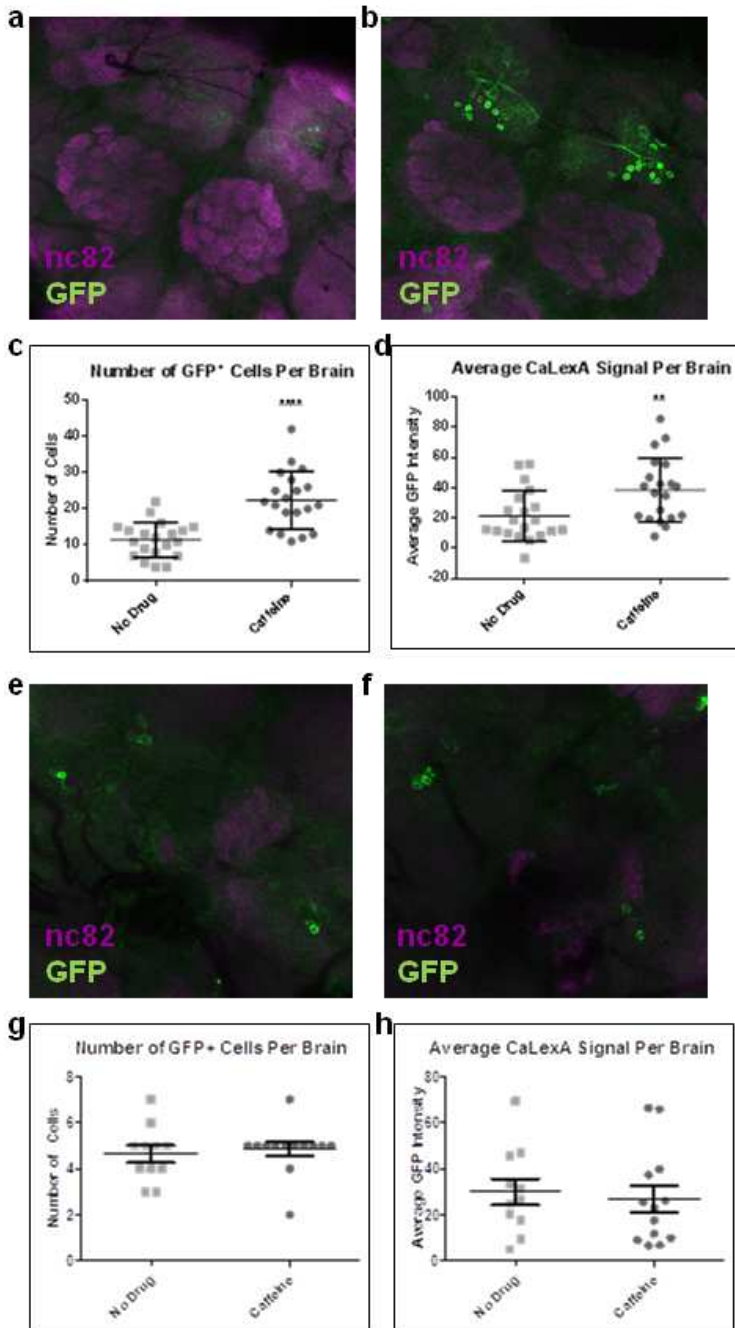 a
b
nc82
GFP
nc82
GFP
c
Number of GFP+ Cells Per Brain
Number of Cells
50
40
30
20
10
0
****
No Drug
Caffeine
d
Average CaLexA Signal Per Brain
Average GFP Intensity
100
80
60
40
20
0
-20
**
No Drug
Caffeine
e
f
nc82
GFP
nc82
GFP
g
Number of GFP+ Cells Per Brain
Number of Cells
8
6
4
2
0
No Drug
Caffeine
h
Average CaLexA Signal Per Brain
Average GFP Intensity
80
60
40
20
0
No Drug
Caffeine